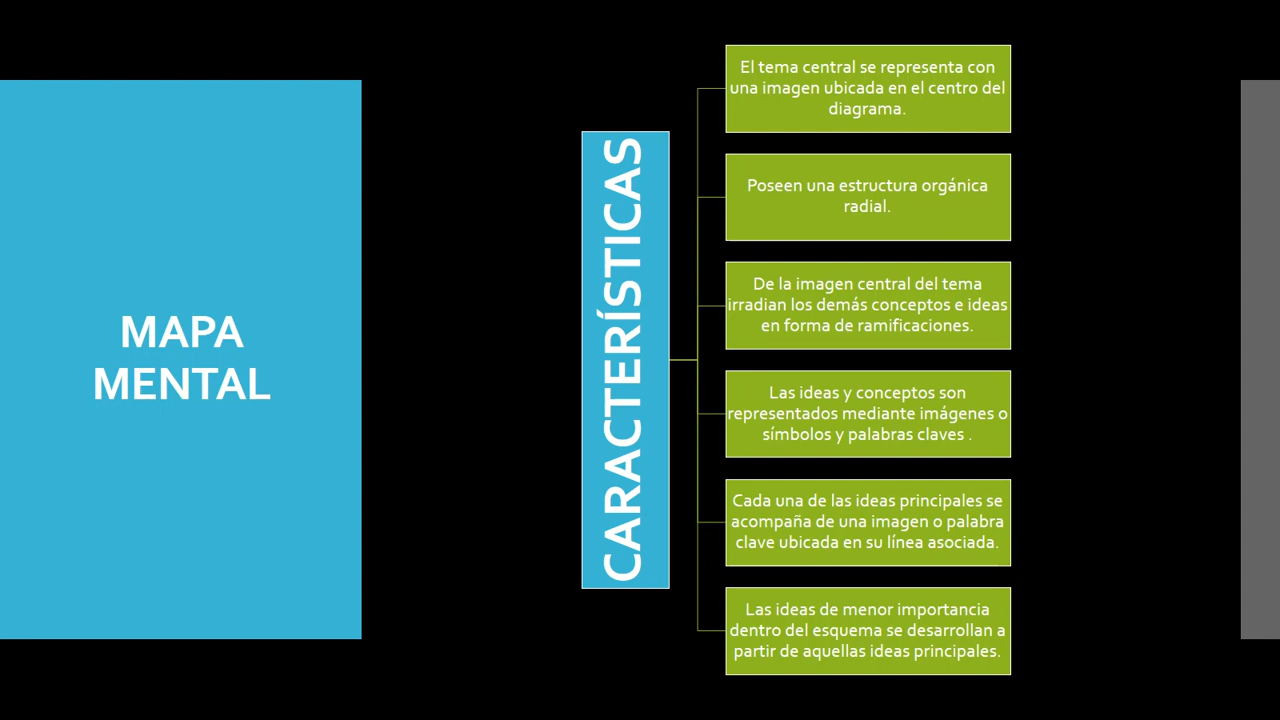 MAPA
MENTAL
CARACTERÍSTICAS
El tema central se representa con
una imagen ubicada en el centro del
diagrama.
Poseen una estructura orgánica
radial.
De la imagen central del tema
irradian los demás conceptos e ideas
en forma de ramificaciones.
Las ideas y conceptos son
representados mediante imágenes o
símbolos y palabras claves .
Cada una de las ideas principales se
acompaña de una imagen o palabra
clave ubicada en su línea asociada.
Las ideas de menor importancia
dentro del esquema se desarrollan a
partir de aquellas ideas principales.